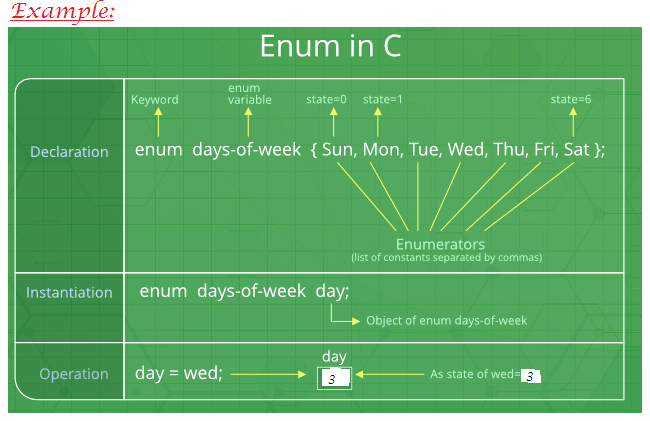 Example:
Enum in C
Keyword
enum
variable
state=0
state=1
state=6
Declaration
enum days-of-week { Sun, Mon, Tue, Wed, Thu, Fri, Sat };
Enumerators
(list of constants separated by commas)
Instantiation
enum days-of-week day;
Object of enum days-of-week
day
Operation
day = wed;
3
As state of wed=3